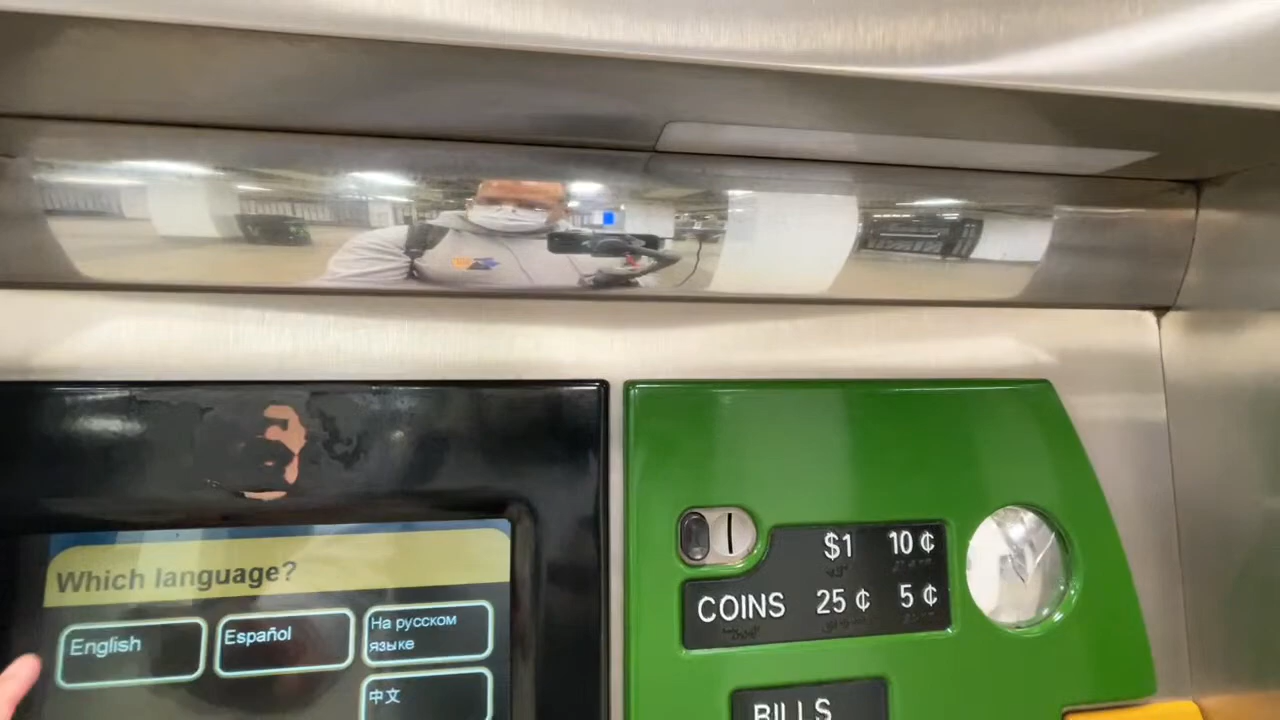 Which language?
English
Español
На русском
языке
中文
$1 10 ¢
COINS 25 ¢ 5 ¢
BILLS